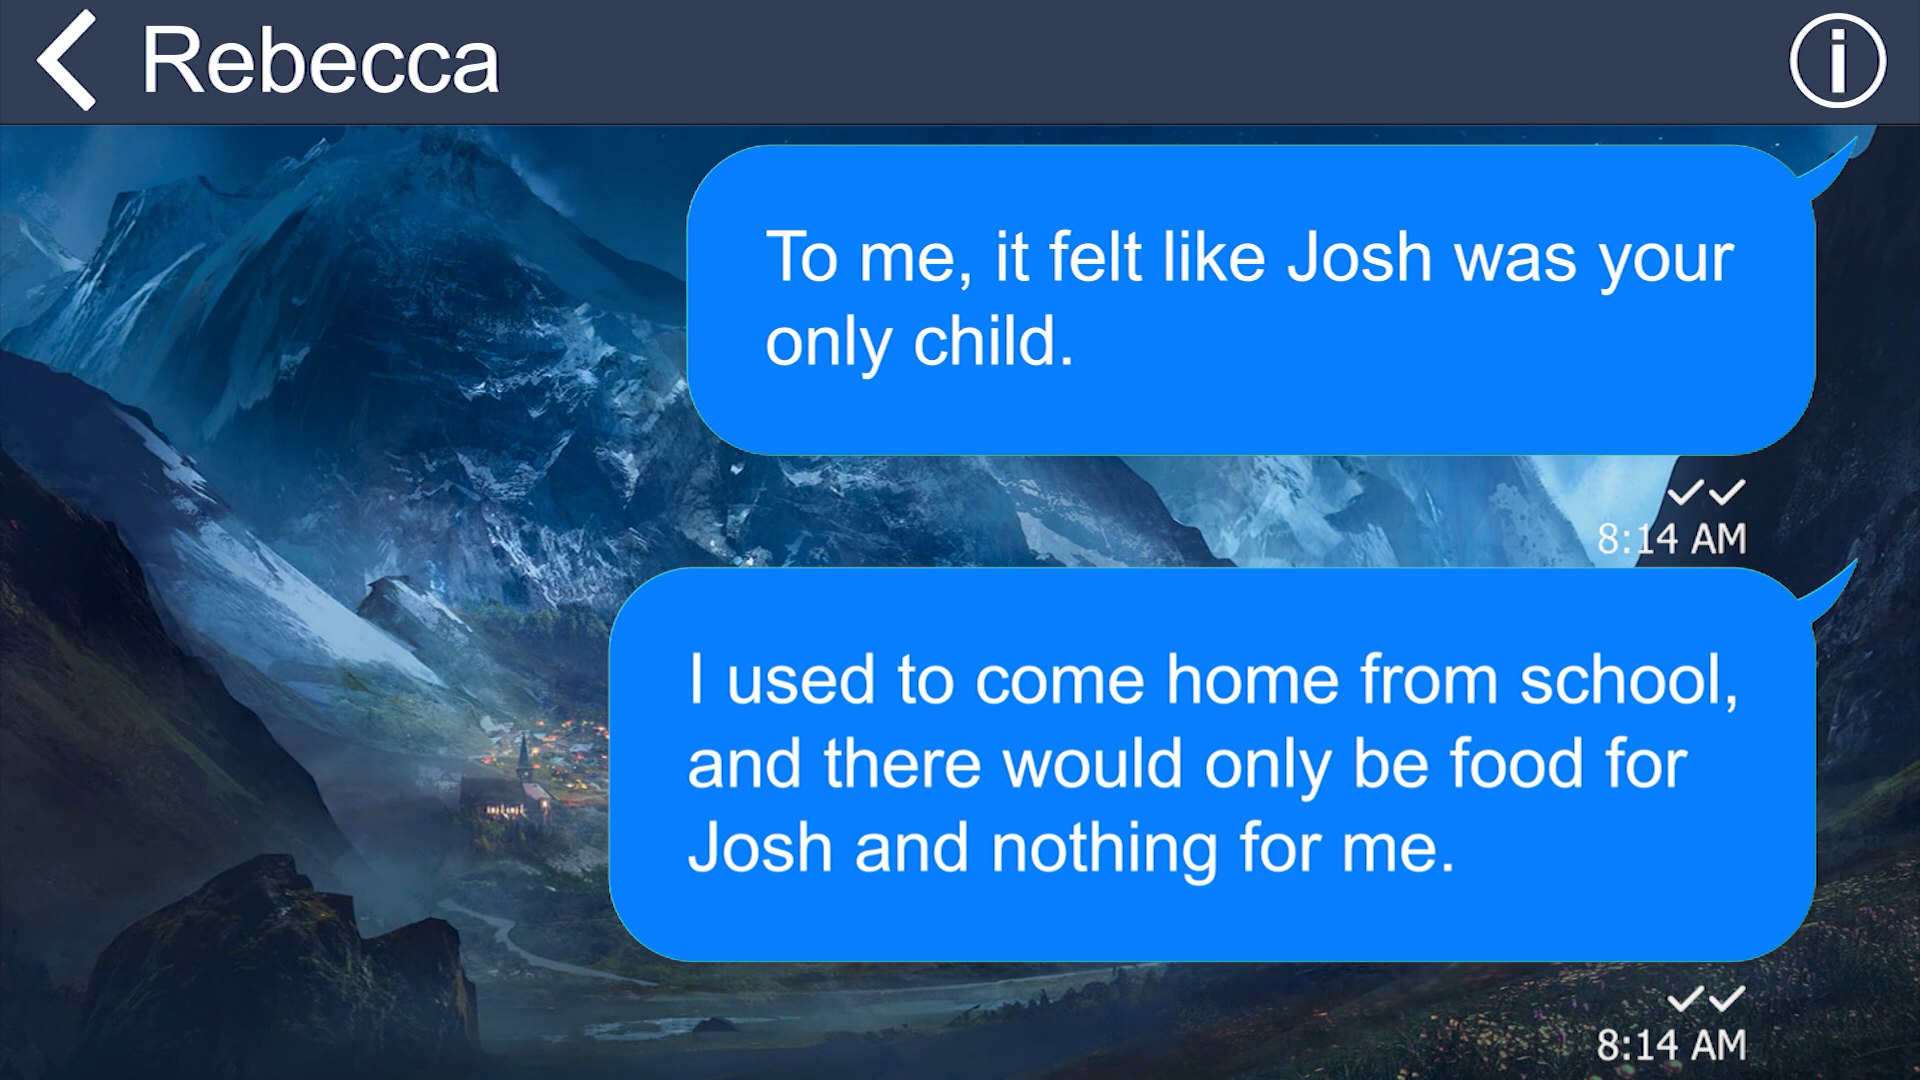 Rebecca
To me, it felt like Josh was your
only child.
8:14 AM
I used to come home from school,
and there would only be food for
Josh and nothing for me.
8:14 AM